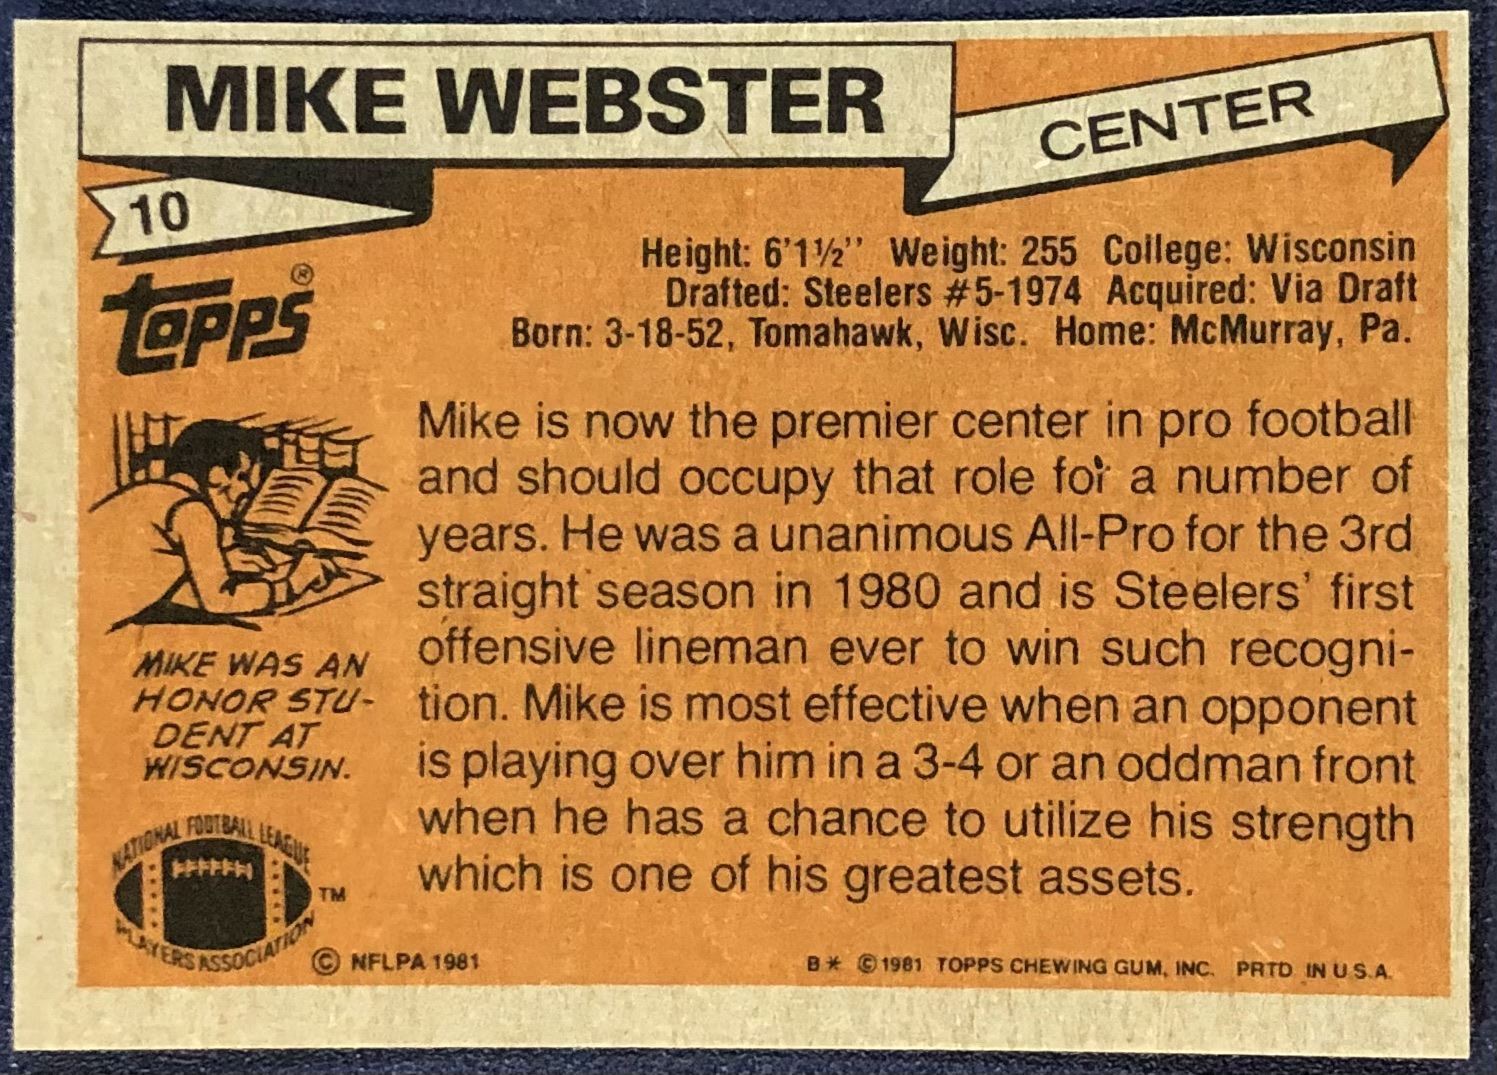 MIKE WEBSTER
CENTER
10
TOPPS®
Height: 6'1½'' Weight: 255 College: Wisconsin
Drafted: Steelers #5-1974 Acquired: Via Draft
Born: 3-18-52, Tomahawk, Wisc. Home: McMurray, Pa.
Mike is now the premier center in pro football
and should occupy that role for a number of
years. He was a unanimous All-Pro for the 3rd
straight season in 1980 and is Steelers' first
offensive lineman ever to win such recogni-
tion. Mike is most effective when an opponent
is playing over him in a 3-4 or an oddman front
when he has a chance to utilize his strength
which is one of his greatest assets.
MIKE WAS AN
HONOR STU-
DENT AT
WISCONSIN.
NATIONAL FOOTBALL LEAGUE
PLAYERS ASSOCIATION
TM
© NFLPA 1981
B* © 1981 TOPPS CHEWING GUM, INC. PRTD IN U.S.A.